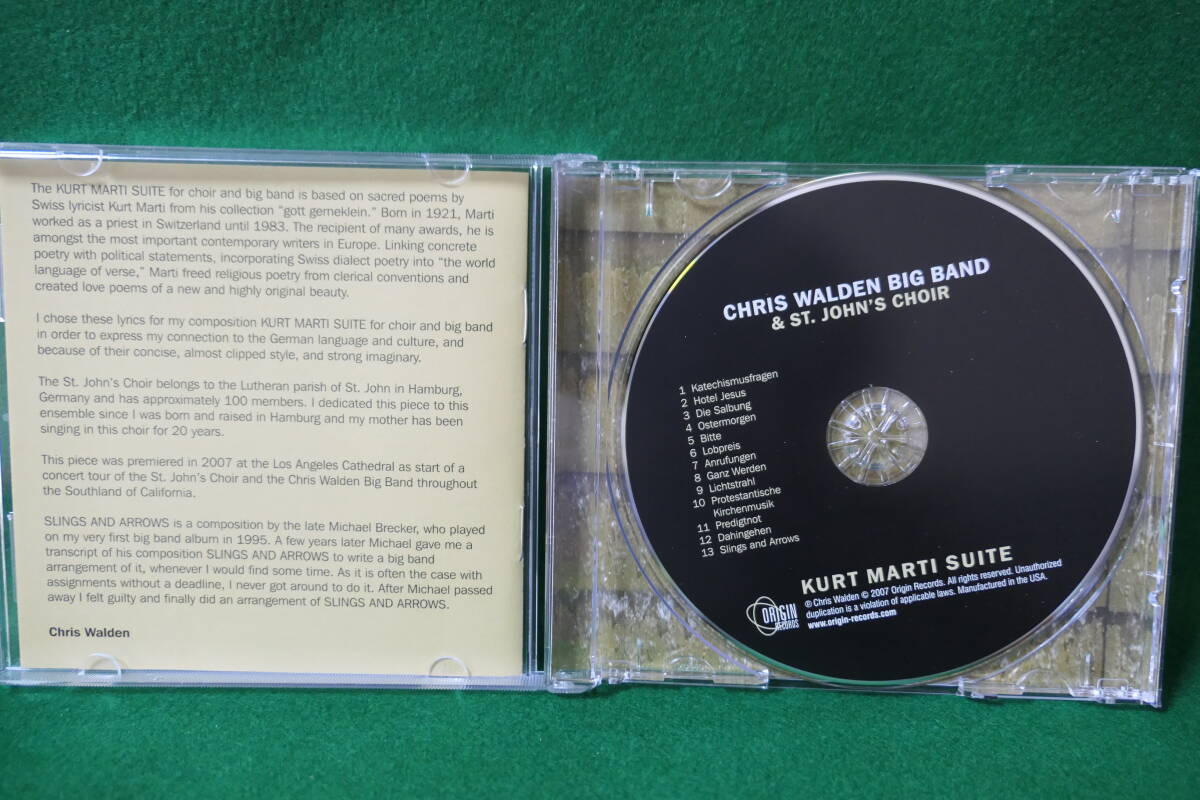 The KURT MARTI SUITE for choir and big band is based on sacred poems by
Swiss lyricist Kurt Marti from his collection "gott gerneklein." Born in 1921, Marti
worked as a priest in Switzerland until 1983. The recipient of many awards, he is
amongst the most important contemporary writers in Europe. Linking concrete
poetry with political statements, incorporating Swiss dialect poetry into "the world
language of verse," Marti freed religious poetry from clerical conventions and
created love poems of a new and highly original beauty.
I chose these lyrics for my composition KURT MARTI SUITE for choir and big band
in order to express my connection to the German language and culture, and
because of their concise, almost clipped style, and strong imaginary.
The St. John's Choir belongs to the Lutheran parish of St. John in Hamburg,
Germany and has approximately 100 members. I dedicated this piece to this
ensemble since I was born and raised in Hamburg and my mother has been
singing in this choir for 20 years.
This piece was premiered in 2007 at the Los Angeles Cathedral as start of a
concert tour of the St. John's Choir and the Chris Walden Big Band throughout
the Southland of California.
SLINGS AND ARROWS is a composition by the late Michael Brecker, who played
on my very first big band album in 1995. A few years later Michael gave me a
transcript of his composition SLINGS AND ARROWS to write a big band
arrangement of it, whenever I would find some time. As it is often the case with
assignments without a deadline, I never got around to do it. After Michael passed
away I felt guilty and finally did an arrangement of SLINGS AND ARROWS.
Chris Walden
CHRIS WALDEN BIG BAND
& ST. JOHN'S CHOIR
1 Katechismusfragen
2 Hotel Jesus
3 Die Salbung
4 Ostermorgen
5 Bitte
6 Lobpreis
7 Anrufungen
8 Ganz Werden
9 Lichtstrahl
10 Protestantische
Kirchenmusik
11 Predigtnot
12 Dahingehen
13 Slings and Arrows
KURT MARTI SUITE
ORIGIN
RECORDS
℗ Chris Walden © 2007 Origin Records. All rights reserved. Unauthorized
duplication is a violation of applicable laws. Manufactured in the USA.
www.origin-records.com